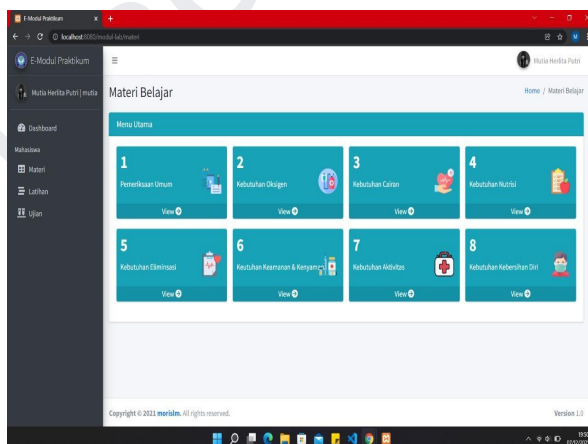 E-Modul Praktikum
localhost:8080/modul-lab/materi
E-Modul Praktikum
Mutia Herlita Putri
Mutia Herlita Putri | mutia
Materi Belajar
Home / Materi Belajar
Dashboard
Menu Utama
Mahasiswa
Materi
Latihan
Ujian
1
Pemeriksaan Umum
View
2
Kebutuhan Oksigen
View
3
Kebutuhan Cairan
View
4
Kebutuhan Nutrisi
View
5
Kebutuhan Eliminsasi
View
6
Keutuhan Keamanan & Kenyaman
View
7
Kebutuhan Aktivitas
View
8
Kebutuhan Kebersihan Diri
View
Copyright © 2021 morislm. All rights reserved.
Version 1.0